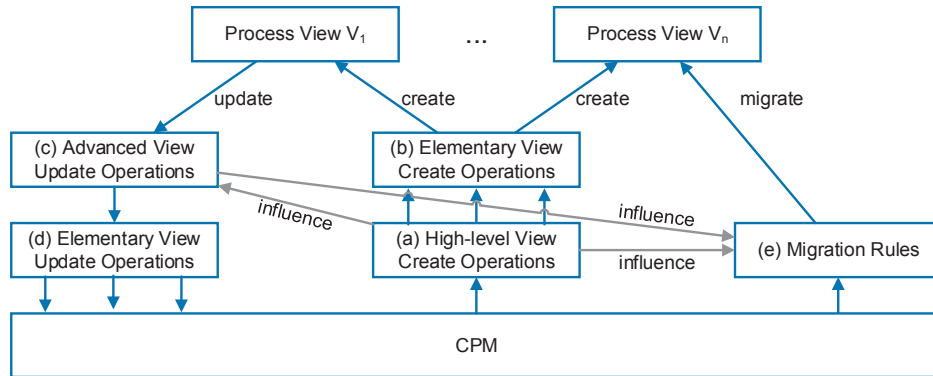 Process View V₁
...
Process View Vₙ
update
create
create
migrate
(c) Advanced View
Update Operations
(b) Elementary View
Create Operations
influence
influence
(d) Elementary View
Update Operations
(a) High-level View
Create Operations
influence
(e) Migration Rules
CPM